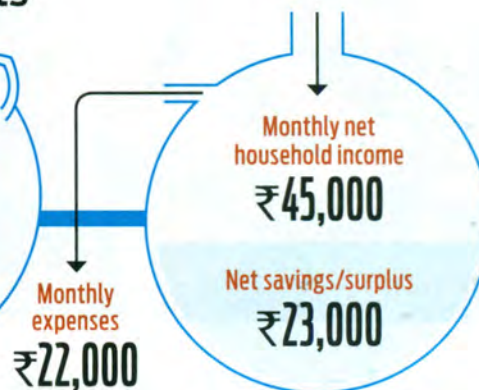 Monthly net
household income
₹45,000
Net savings/surplus
₹23,000
Monthly
expenses
₹22,000